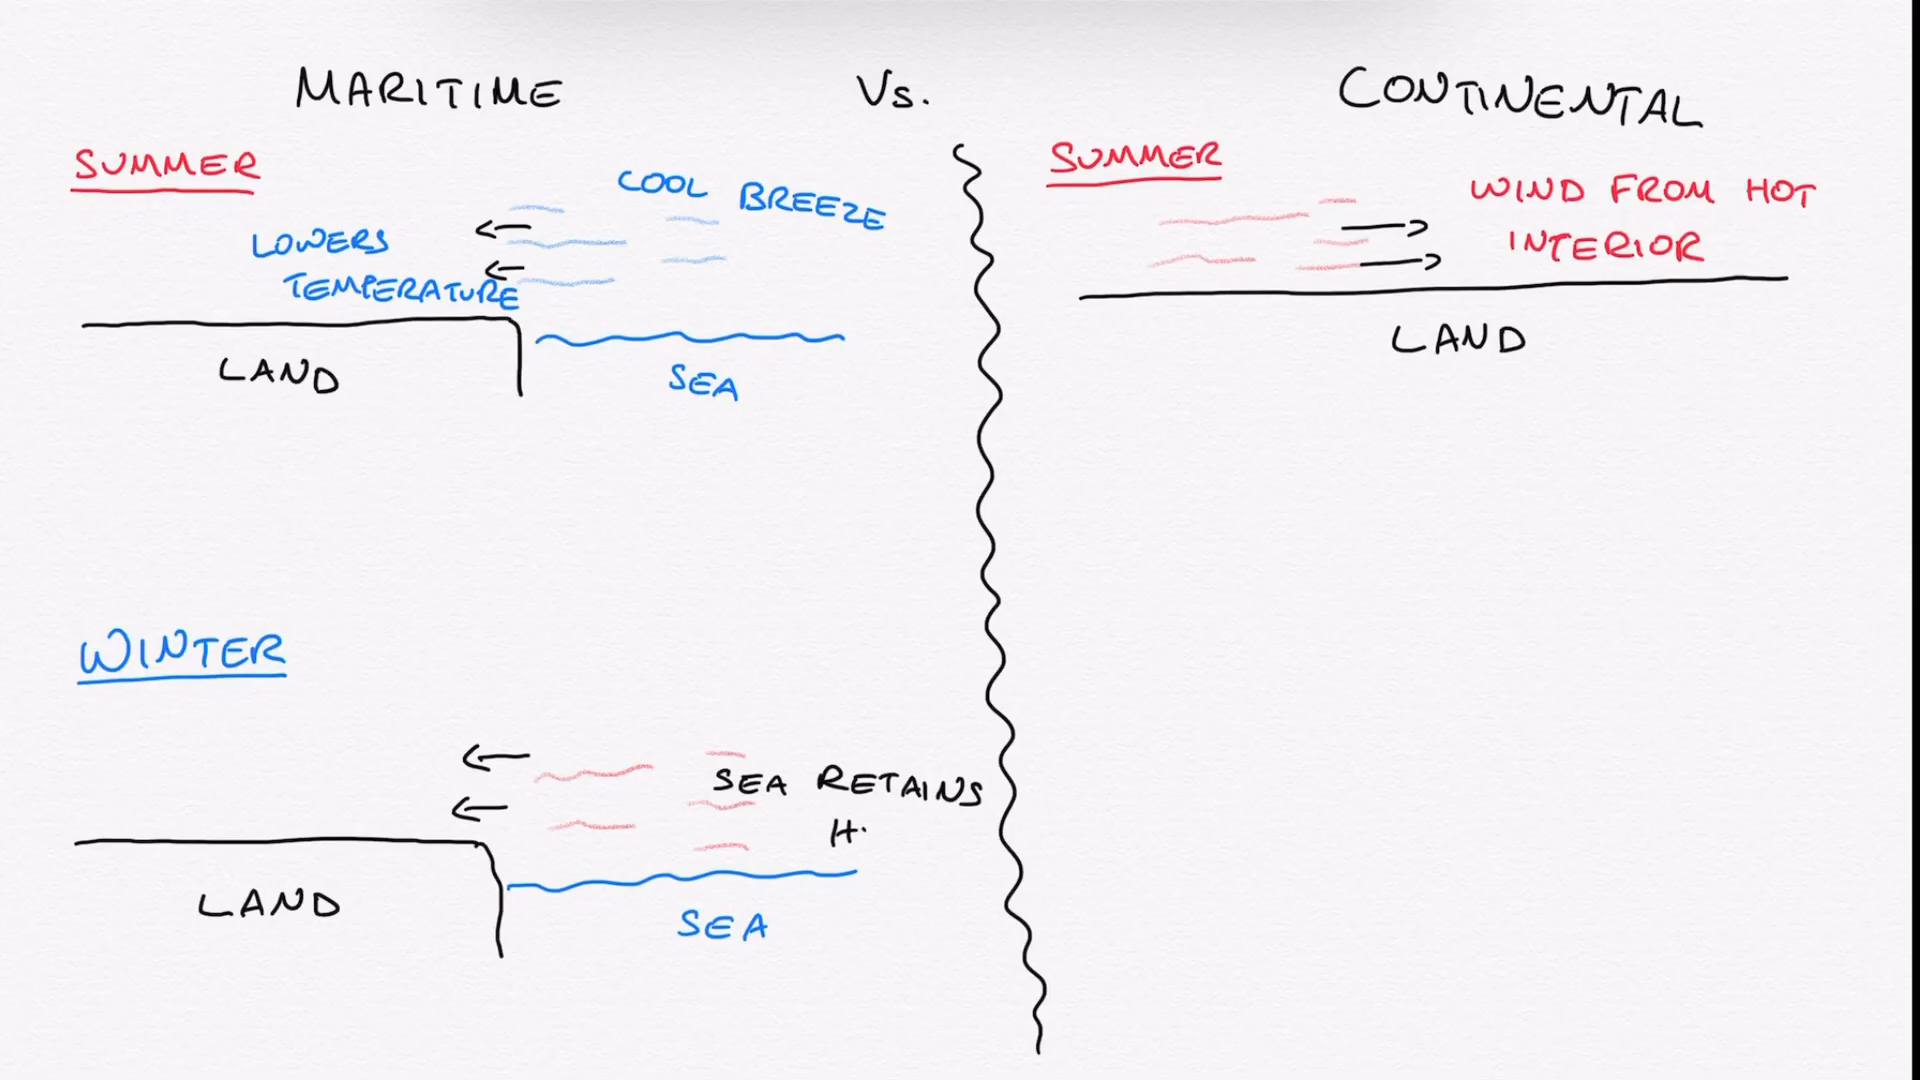 MARITIME Vs. CONTINENTAL
SUMMER
COOL BREEZE
LOWERS
TEMPERATURE
LAND
SEA
WINTER
SEA RETAINS
H.
LAND
SEA
SUMMER
WIND FROM HOT
INTERIOR
LAND